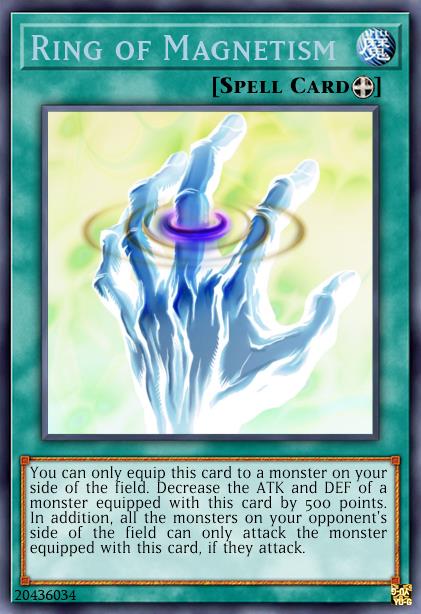 Ring of Magnetism
魔
[Spell Card]
You can only equip this card to a monster on your
side of the field. Decrease the ATK and DEF of a
monster equipped with this card by 500 points.
In addition, all the monsters on your opponent's
side of the field can only attack the monster
equipped with this card, if they attack.
20436034